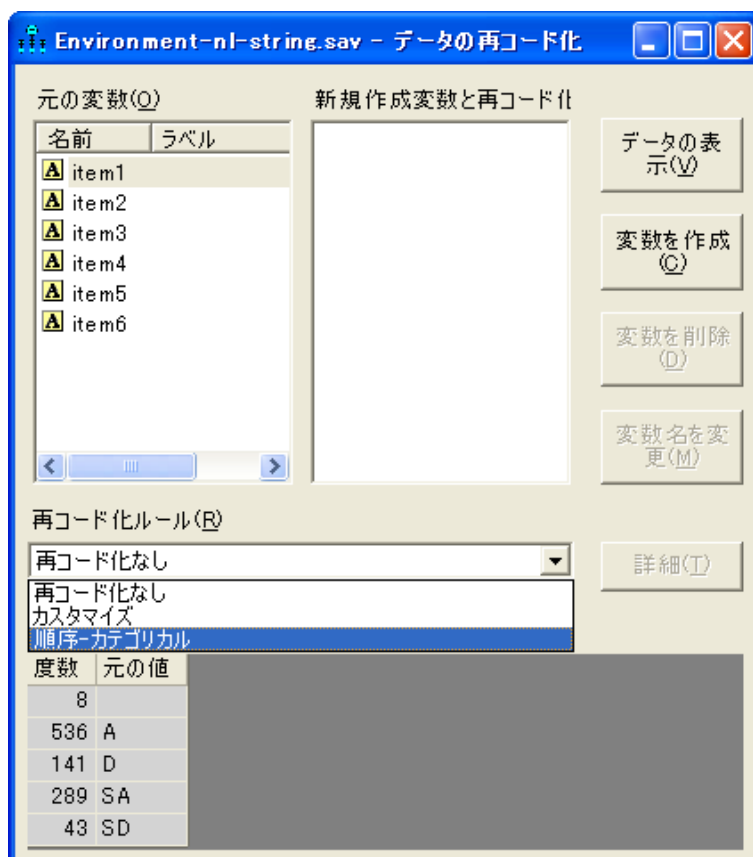 Environment-nl-string.sav - データの再コード化
元の変数(O)
新規作成変数と再コード化
名前 ラベル
item1
item2
item3
item4
item5
item6
データの表
示(V)
変数を作成
(C)
変数を削除
(D)
変数名を変
更(M)
再コード化ルール(R)
再コード化なし
詳細(T)
再コード化なし
カスタマイズ
順序-カテゴリカル
度数 元の値
8
536 A
141 D
289 SA
43 SD